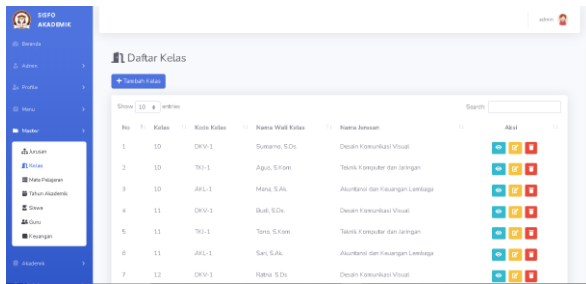 SISFO
AKADEMIK
admin
Beranda
Admin
Profile
Menu
Master
Jurusan
Kelas
Mata Pelajaran
Tahun Akademik
Siswa
Guru
Keuangan
Akademik
Daftar Kelas
+ Tambah Kelas
Show 10 entries
Search:
No Kelas Kode Kelas Nama Wali Kelas Nama Jurusan Aksi
1 10 DKV-1 Sumarno, S.Ds. Desain Komunikasi Visual
2 10 TKJ-1 Agus, S.Kom. Teknik Komputer dan Jaringan
3 10 AKL-1 Mona, S.Ak. Akuntansi dan Keuangan Lembaga
4 11 DKV-1 Budi, S.Ds. Desain Komunikasi Visual
5 11 TKJ-1 Tono, S.Kom. Teknik Komputer dan Jaringan
6 11 AKL-1 Sari, S.Ak. Akuntansi dan Keuangan Lembaga
7 12 DKV-1 Ratna, S.Ds. Desain Komunikasi Visual